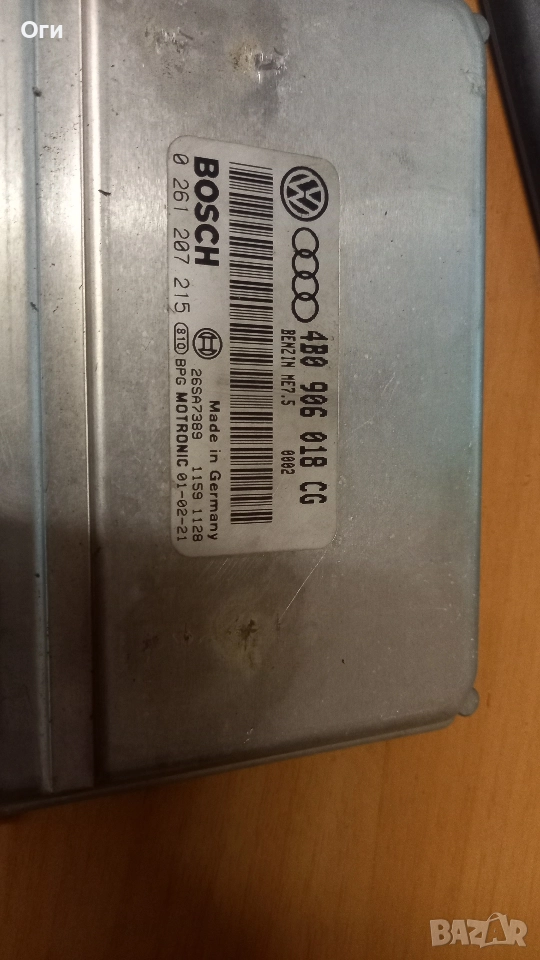 Оги
4B0 906 018 CG
BENZIN ME7.5 0002
BOSCH
0 261 207 215
Made in Germany
26SA7389 1159 1128
810 BPG MOTRONIC 01-02-21
BAZAR